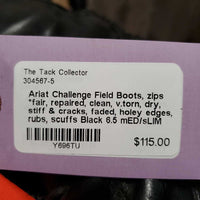 The Tack Collector
304567-5
Ariat Challenge Field Boots, zips
*fair, repaired, clean, v.torn, dry,
stiff & cracks, faded, holey edges,
rubs, scuffs Black 6.5 mED/sLIM
Y696TU
$115.00